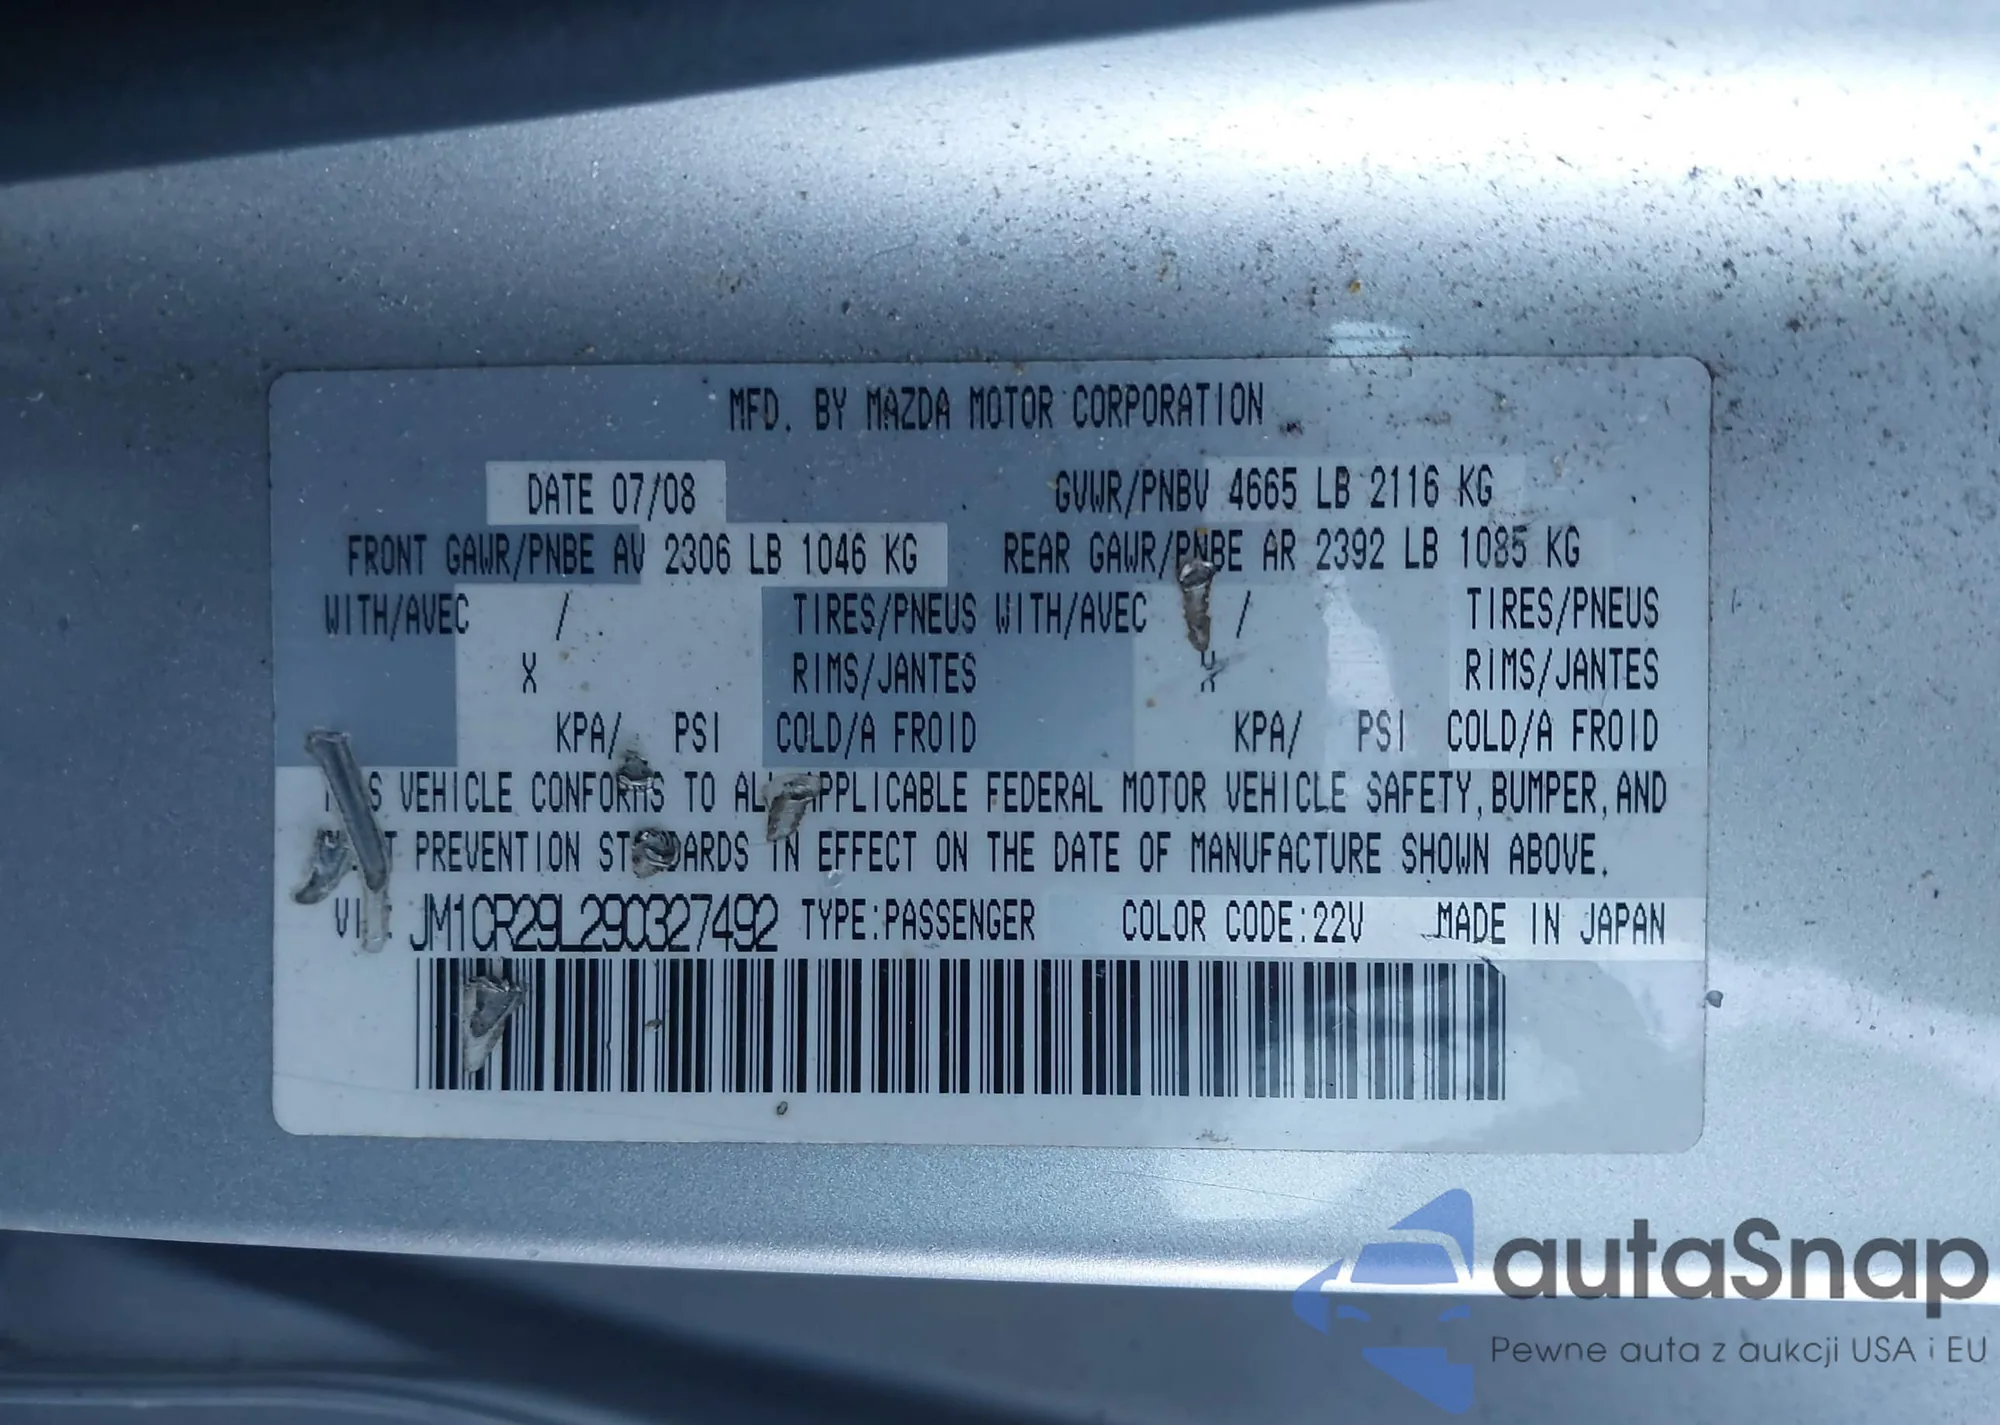 MFD. BY MAZDA MOTOR CORPORATION
DATE 07/08 GVWR/PNBV 4665 LB 2116 KG
FRONT GAWR/PNBE AV 2306 LB 1046 KG REAR GAWR/PNBE AR 2392 LB 1085 KG
WITH/AVEC / TIRES/PNEUS WITH/AVEC / TIRES/PNEUS
X RIMS/JANTES X RIMS/JANTES
KPA/ PSI COLD/A FROID KPA/ PSI COLD/A FROID
VEHICLE CONFORMS TO ALL APPLICABLE FEDERAL MOTOR VEHICLE SAFETY, BUMPER, AND
PREVENTION STANDARDS IN EFFECT ON THE DATE OF MANUFACTURE SHOWN ABOVE.
JM1CR29L290327492 TYPE:PASSENGER COLOR CODE:22V MADE IN JAPAN
autaSnap
Pewne auta z aukcji USA i EU